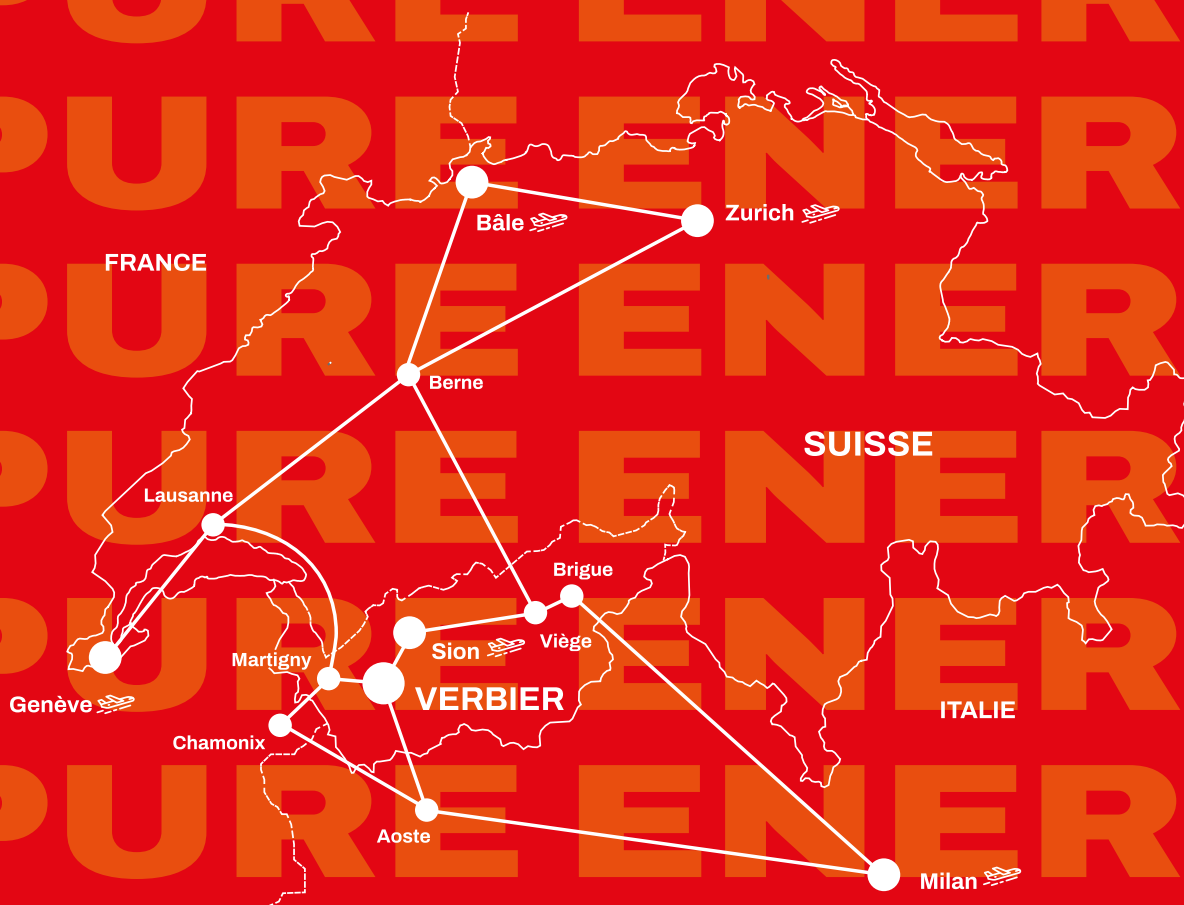 PURE ENER
PURE ENER
Bâle
Zurich
FRANCE
PURE ENER
Berne
PURE ENER
SUISSE
Lausanne
Brigue
PURE ENER
Sion
Viège
Martigny
VERBIER
Genève
ITALIE
Chamonix
PURE ENER
Aoste
Milan